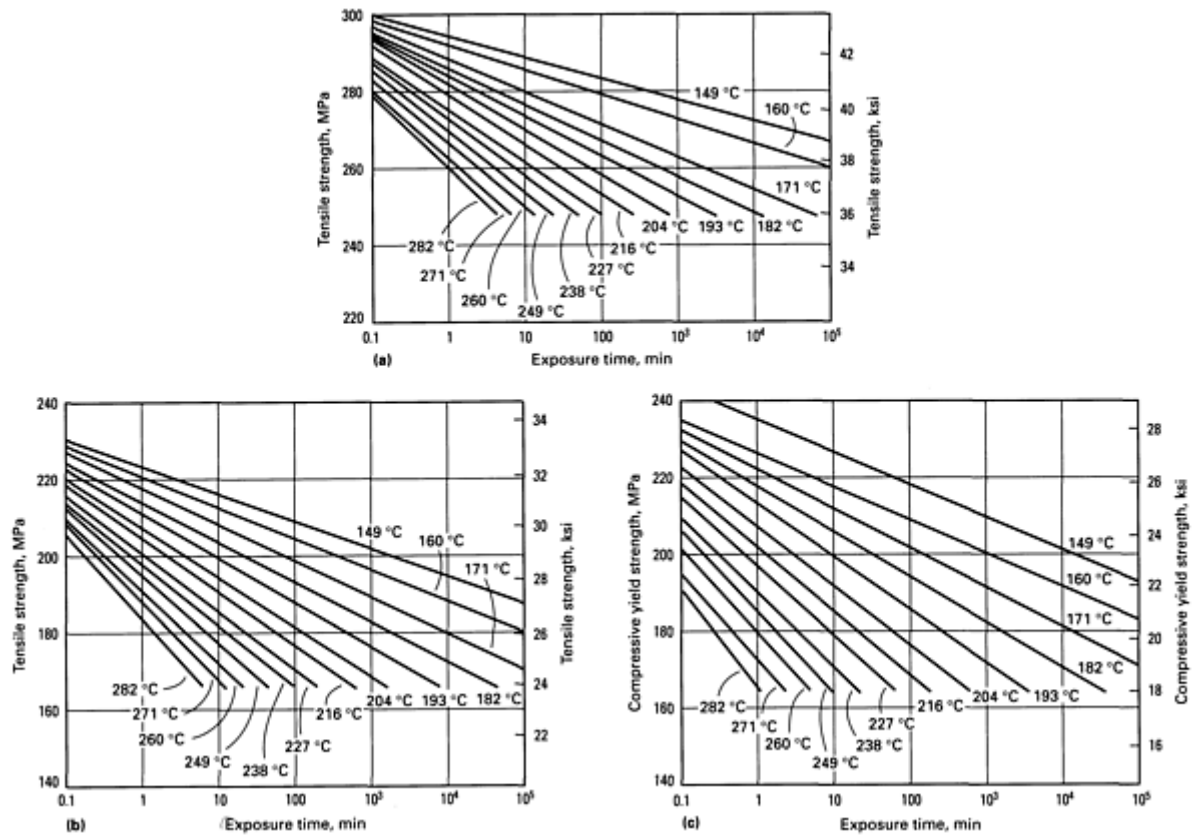 300
280
260
240
220
Tensile strength, MPa
42
40
38
36
34
Tensile strength, ksi
149 °C
160 °C
171 °C
182 °C
193 °C
204 °C
216 °C
227 °C
238 °C
249 °C
260 °C
271 °C
282 °C
0.1 1 10 100 10³ 10⁴ 10⁵
(a) Exposure time, min
240
220
200
180
160
140
Tensile strength, MPa
34
32
30
28
26
24
22
Tensile strength, ksi
149 °C
160 °C
171 °C
282 °C
271 °C
260 °C
249 °C
238 °C
227 °C
216 °C
204 °C
193 °C
182 °C
0.1 1 10 100 10³ 10⁴ 10⁵
(b) Exposure time, min
240
220
200
180
160
140
Compressive yield strength, MPa
28
26
24
22
20
18
16
Compressive yield strength, ksi
149 °C
160 °C
171 °C
182 °C
193 °C
204 °C
216 °C
227 °C
238 °C
249 °C
260 °C
271 °C
282 °C
0.1 1 10 100 10³ 10⁴ 10⁵
(c) Exposure time, min